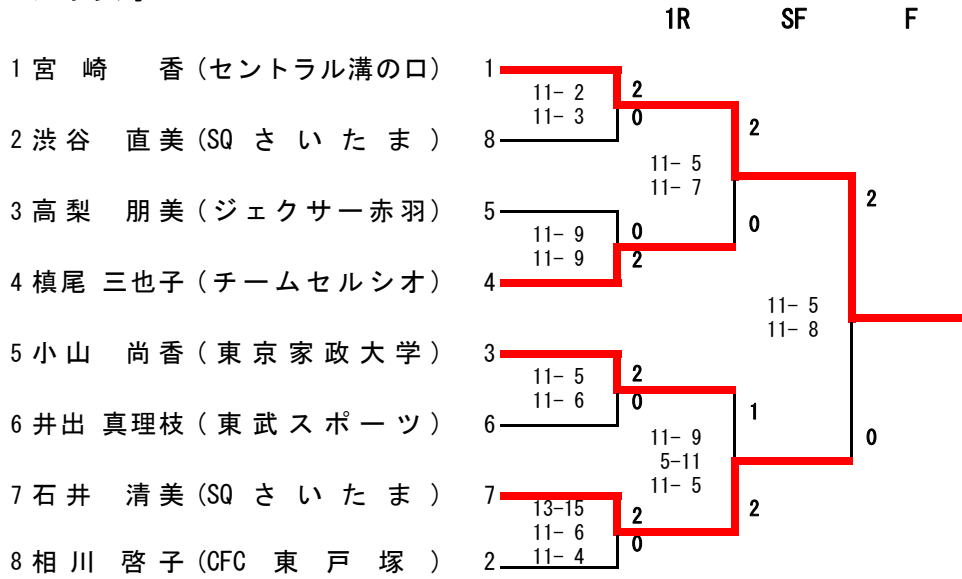 1R SF F
1 宮崎 香 (セントラル溝の口) 1
11- 2 2
11- 3 0
2 渋谷 直美 (SQ さいたま) 8
2
11- 5
11- 7
3 高梨 朋美 (ジェクサー赤羽) 5
2
11- 9 0
0
11- 9 2
4 槙尾 三也子 (チームセルシオ) 4
11- 5
11- 8
5 小山 尚香 (東京家政大学) 3
11- 5 2
11- 6 0
6 井出 真理枝 (東武スポーツ) 6
1
11- 9
0
5-11
11- 5
7 石井 清美 (SQ さいたま) 7
13-15 2
2
11- 6 0
11- 4
8 相川 啓子 (CFC 東戸塚) 2